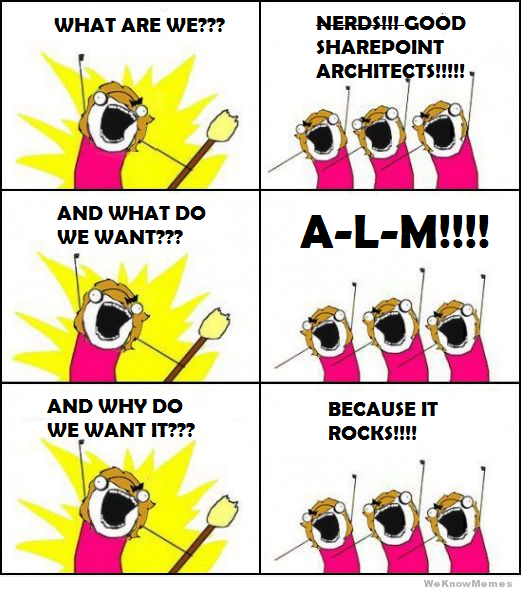 WHAT ARE WE???
NERDS!!! GOOD
SHAREPOINT
ARCHITECTS!!!!!
AND WHAT DO
WE WANT???
A-L-M!!!!
AND WHY DO
WE WANT IT???
BECAUSE IT
ROCKS!!!!
WeKnowMemes